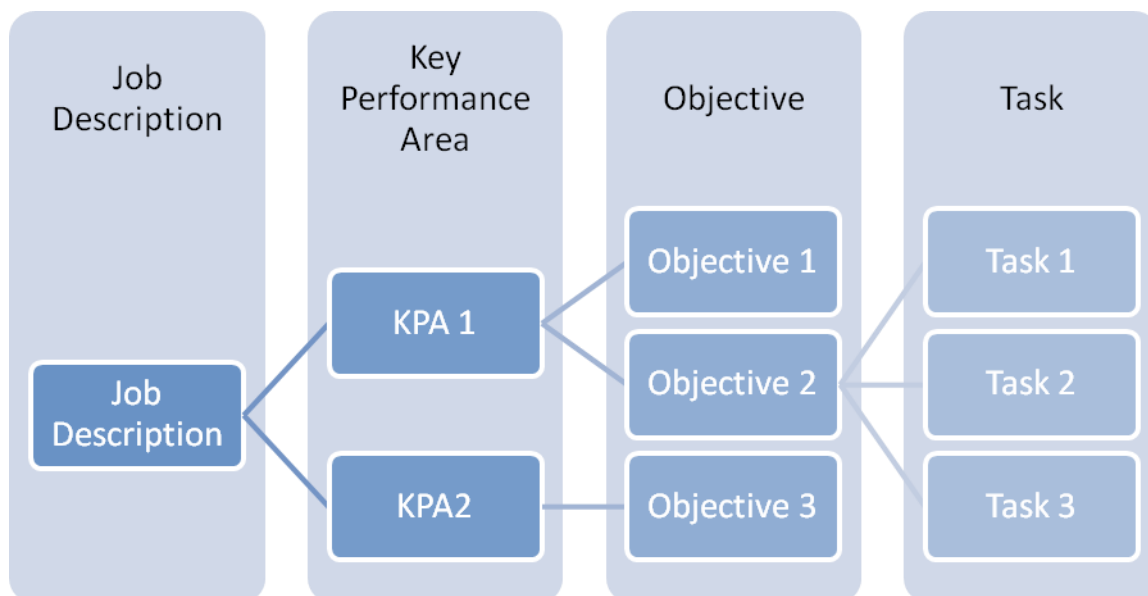 Job
Description
Key
Performance
Area
Objective
Task
Job
Description
KPA 1
KPA2
Objective 1
Objective 2
Objective 3
Task 1
Task 2
Task 3